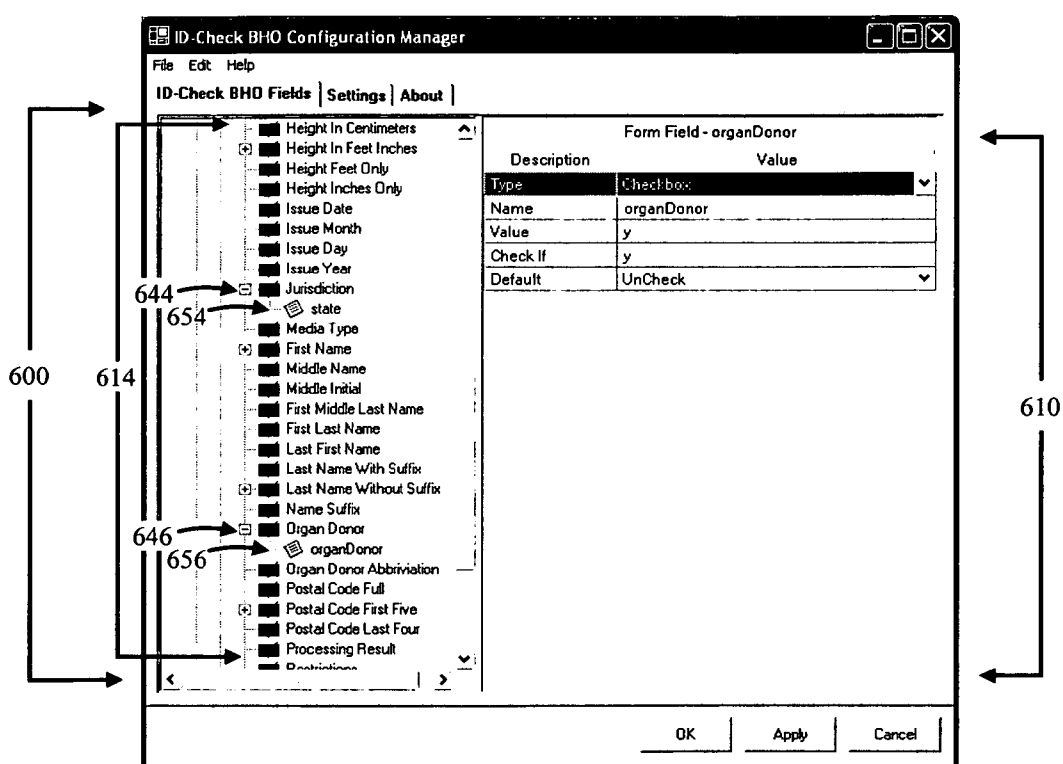 ID-Check BHO Configuration Manager
File Edit Help
ID-Check BHO Fields Settings About
Height In Centimeters
Height In Feet Inches
Height Feet Only
Height Inches Only
Issue Date
Issue Month
Issue Day
Issue Year
644
Jurisdiction
654
state
Media Type
First Name
Middle Name
Middle Initial
First Middle Last Name
First Last Name
Last First Name
Last Name With Suffix
Last Name Without Suffix
Name Suffix
646
Organ Donor
656
organDonor
Organ Donor Abbriviation
Postal Code Full
Postal Code First Five
Postal Code Last Four
Processing Result
Restrictions
600
614
Form Field - organDonor
Description Value
Type Checkbox
Name organDonor
Value y
Check If y
Default UnCheck
610
OK Apply Cancel